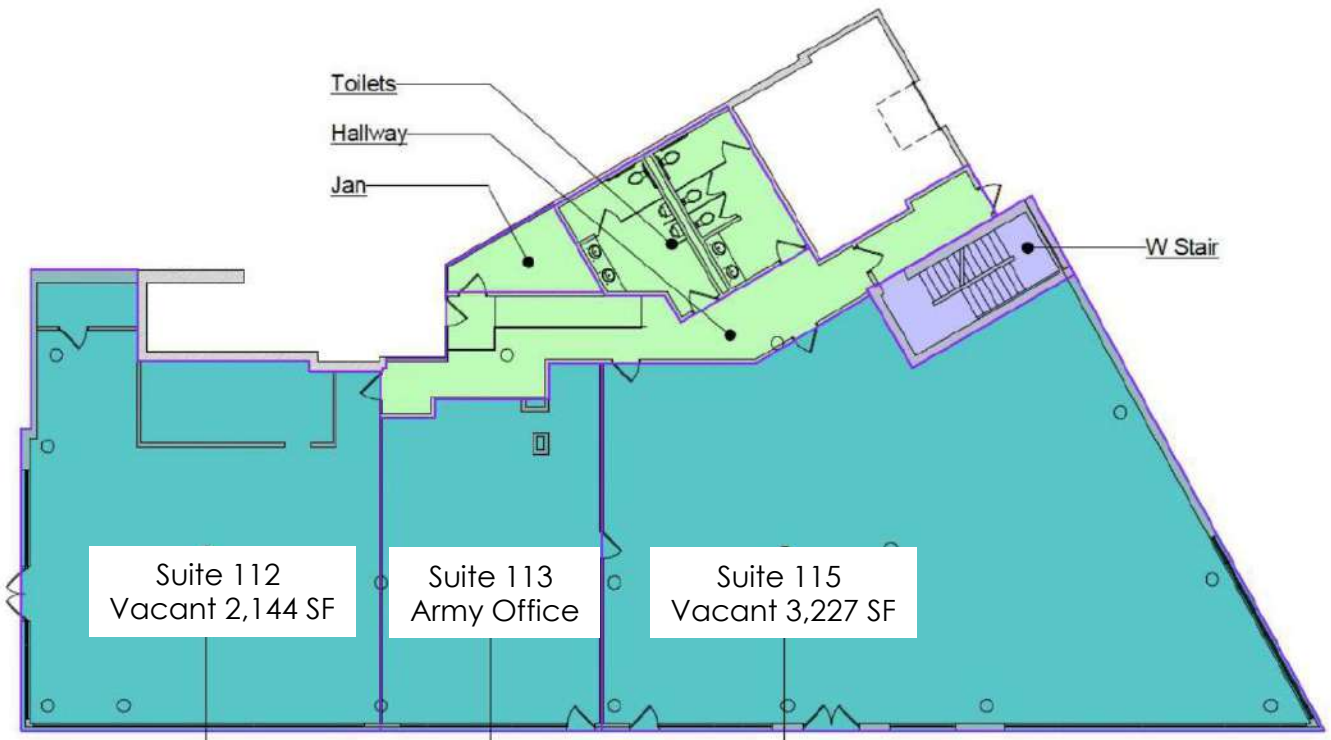 Toilets
Hallway
Jan
W Stair
Suite 112
Vacant 2,144 SF
Suite 113
Army Office
Suite 115
Vacant 3,227 SF